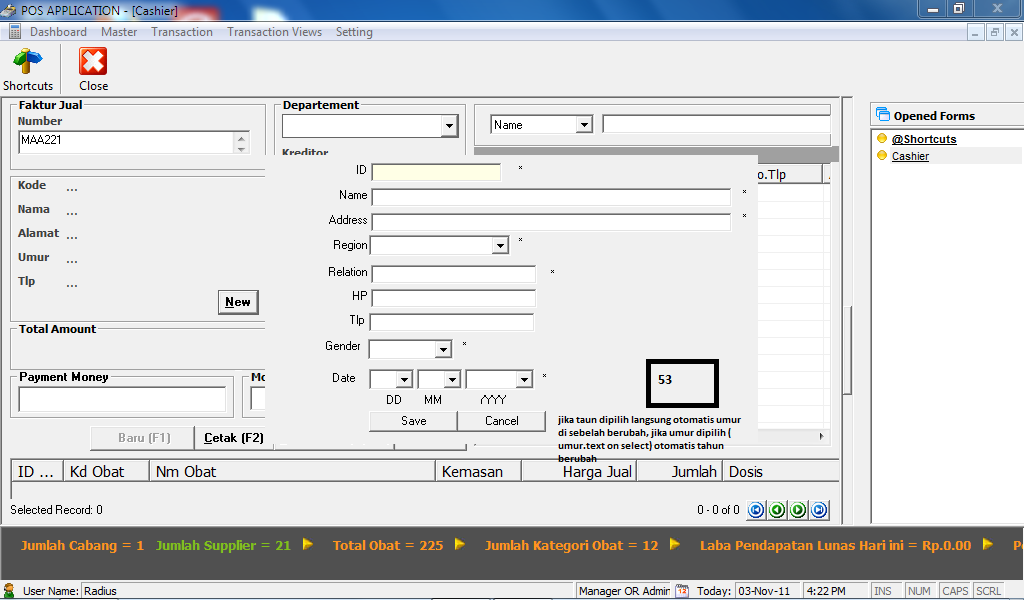 POS APPLICATION - [Cashier]
Dashboard Master Transaction Transaction Views Setting
Shortcuts Close
Faktur Jual
Number
MAA221
Departement
Kreditor
Name
Opened Forms
@Shortcuts
Cashier
o.Tlp
Kode ...
Nama ...
Alamat ...
Umur ...
Tlp ...
New
Total Amount
Payment Money
Mo
Baru (F1) Cetak (F2)
ID *
Name *
Address *
Region *
Relation *
HP
Tlp
Gender *
Date *
DD MM YYYY
Save Cancel
53
jika taun dipilih langsung otomatis umur
di sebelah berubah, jika umur dipilih (
umur.text on select) otomatis tahun
berubah
ID ... Kd Obat Nm Obat Kemasan Harga Jual Jumlah Dosis
Selected Record: 0 0 - 0 of 0
Jumlah Cabang = 1 Jumlah Supplier = 21 Total Obat = 225 Jumlah Kategori Obat = 12 Laba Pendapatan Lunas Hari ini = Rp.0.00
User Name: Radius Manager OR Admin 12 Today: 03-Nov-11 4:22 PM INS NUM CAPS SCRL